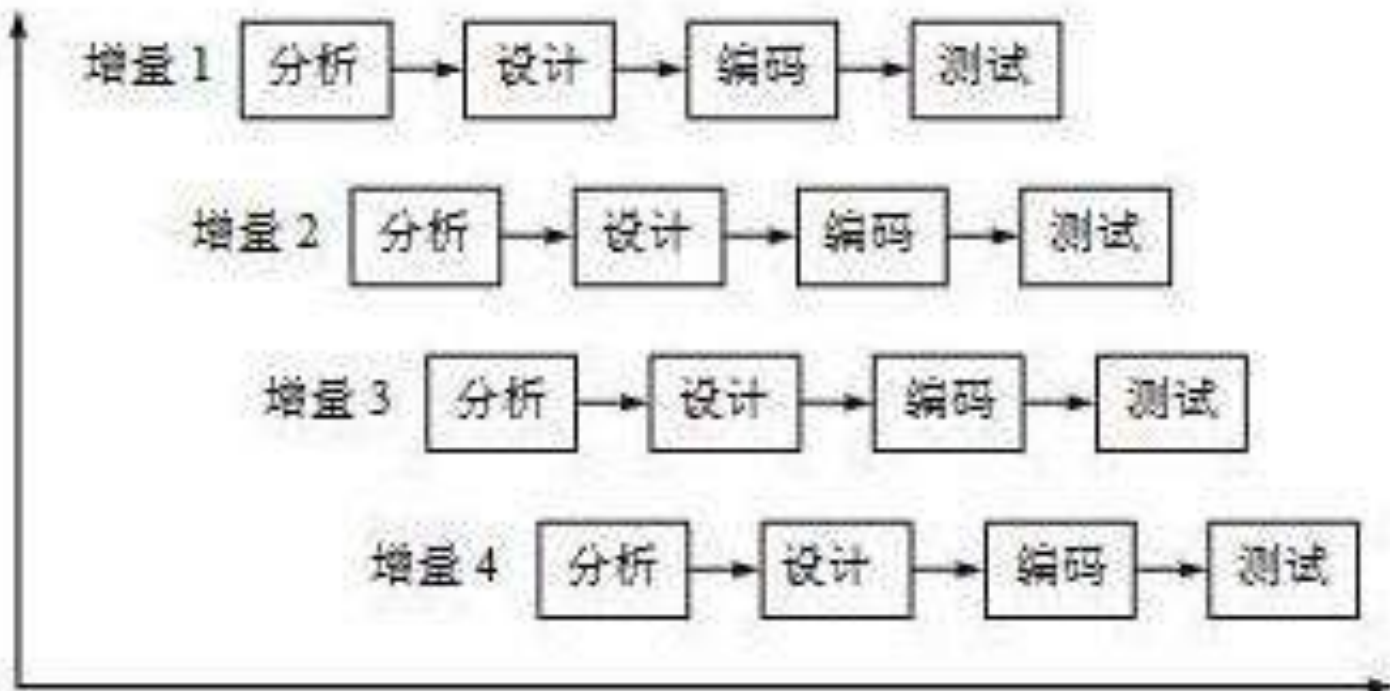 增量 1 分析 设计 编码 测试
增量 2 分析 设计 编码 测试
增量 3 分析 设计 编码 测试
增量 4 分析 设计 编码 测试